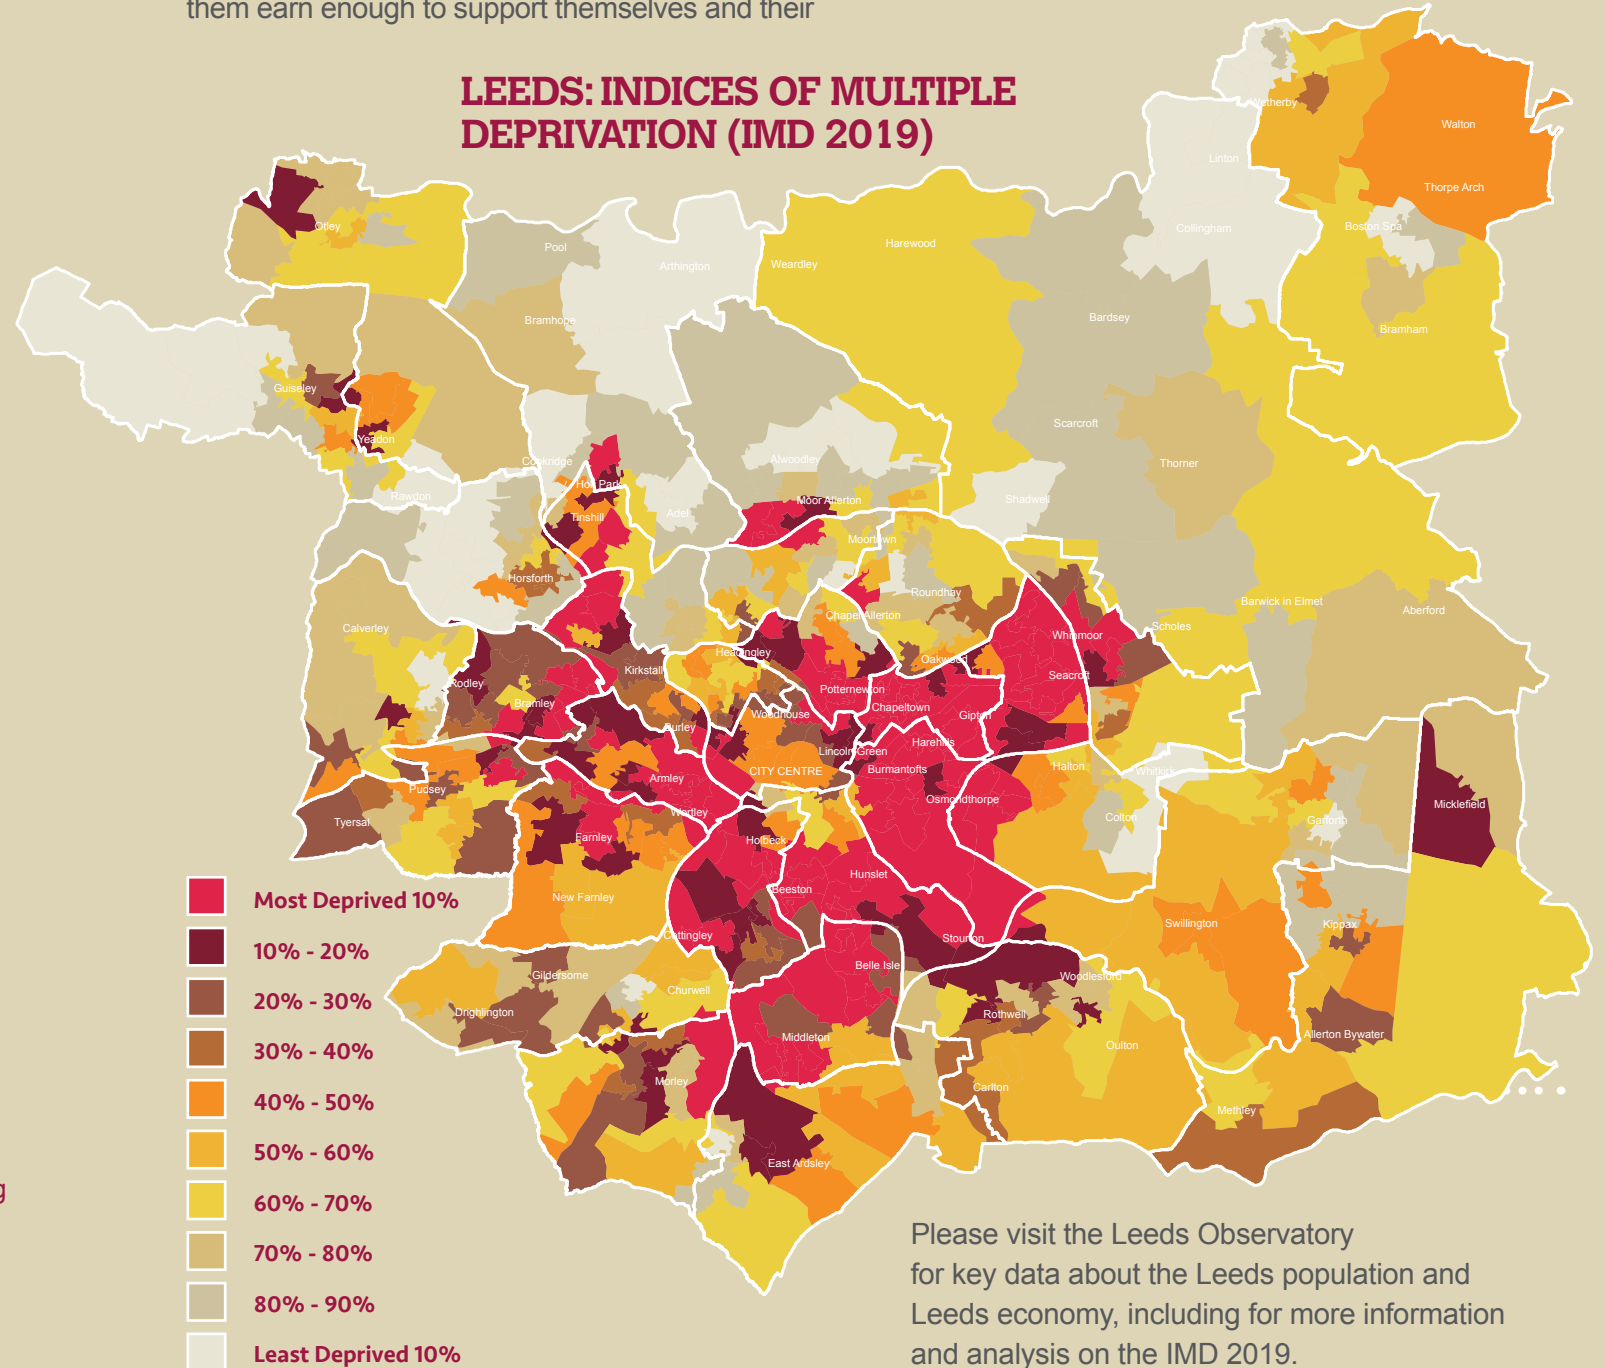 them earn enough to support themselves and their
LEEDS: INDICES OF MULTIPLE
DEPRIVATION (IMD 2019)
Wetherby
Walton
Linton
Thorpe Arch
Otley
Collingham
Boston Spa
Pool
Harewood
Arthington
Weardley
Bramhope
Bardsey
Bramham
Guiseley
Yeadon
Scarcroft
Cookridge
Alwoodley
Thorner
Holt Park
Rawdon
Moor Allerton
Shadwell
Tinshill
Adel
Moortown
Horsforth
Roundhay
Barwick in Elmet
Aberford
Chapel Allerton
Calverley
Scholes
Whinmoor
Headingley
Oakwood
Kirkstall
Seacroft
Rodley
Potternewton
Bramley
Chapeltown
Woodhouse
Gipton
Burley
Harehills
Lincoln Green
CITY CENTRE
Burmantofts
Halton
Whitkirk
Armley
Pudsey
Osmondthorpe
Micklefield
Wortley
Tyersal
Colton
Garforth
Farnley
Holbeck
Hunslet
Beeston
New Farnley
Swillington
Kippax
Cottingley
Stourton
Belle Isle
Gildersome
Woodlesford
Churwell
Drighlington
Rothwell
Middleton
Allerton Bywater
Oulton
Morley
Carlton
Methley
East Ardsley
Most Deprived 10%
10% - 20%
20% - 30%
30% - 40%
40% - 50%
50% - 60%
60% - 70%
70% - 80%
80% - 90%
Least Deprived 10%
g
Please visit the Leeds Observatory
for key data about the Leeds population and
Leeds economy, including for more information
and analysis on the IMD 2019.